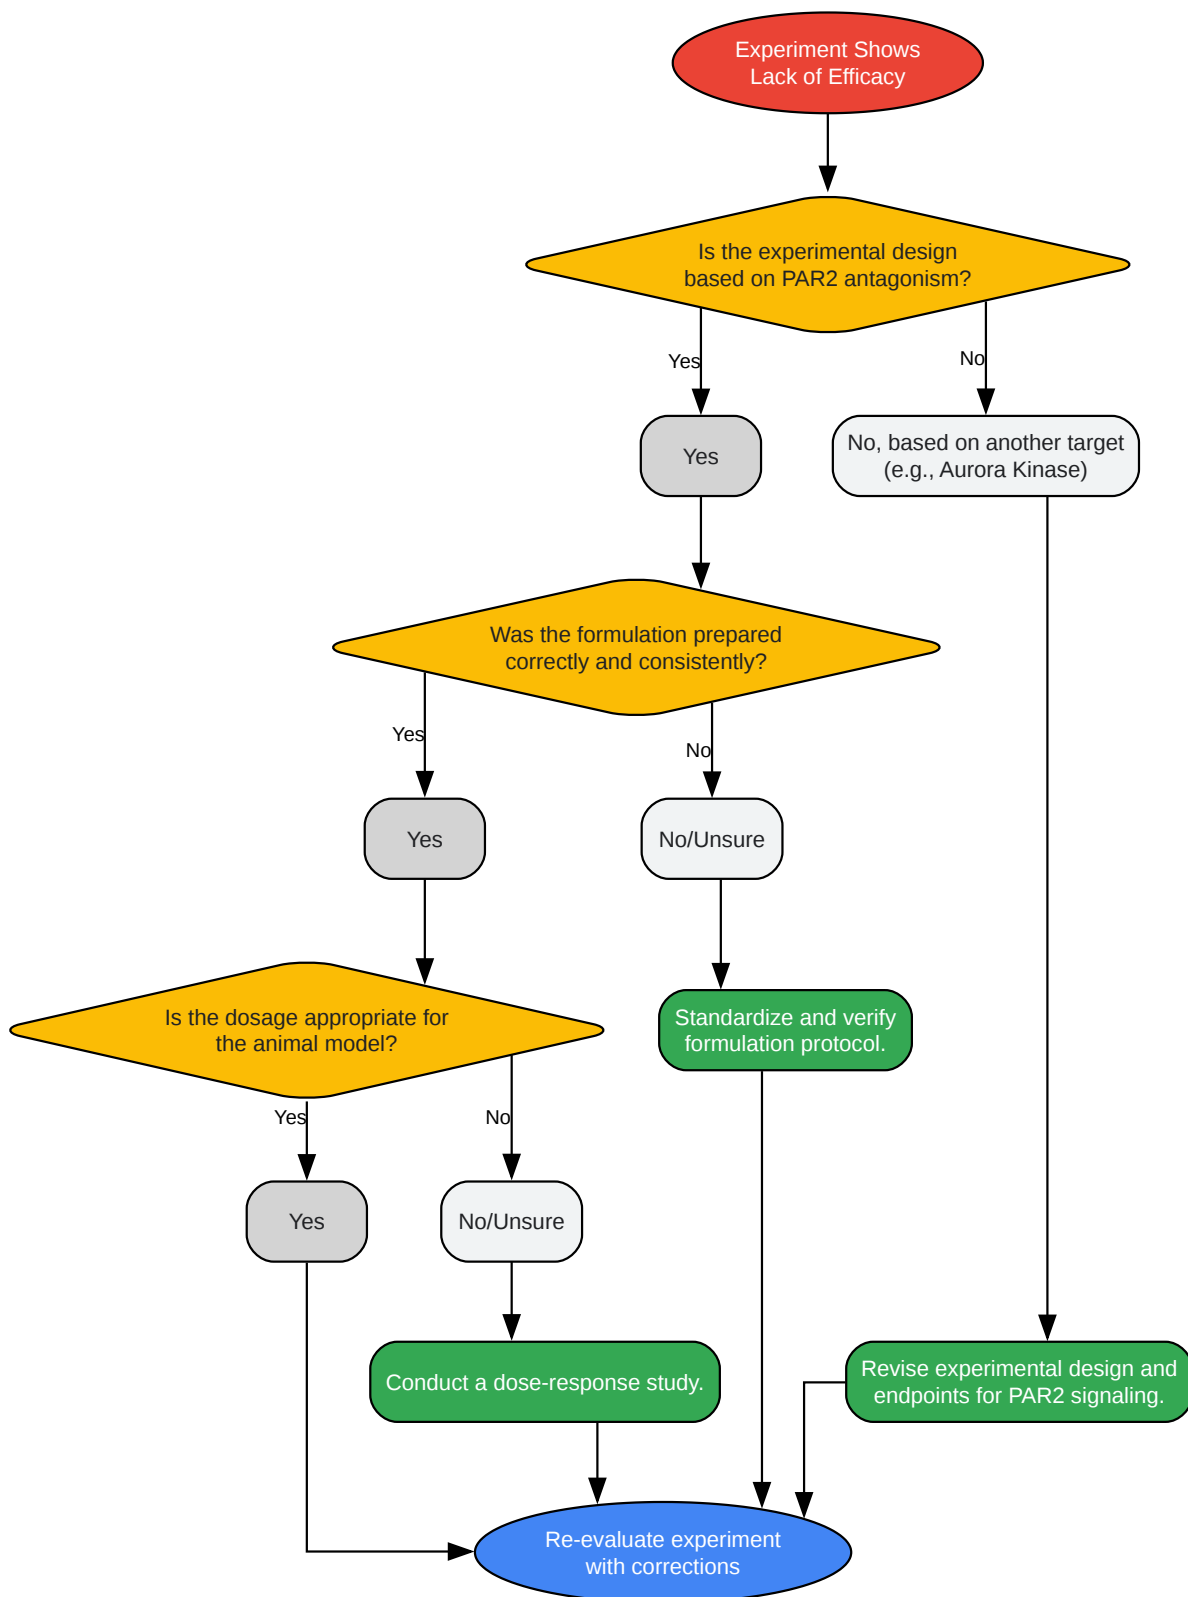 Experiment Shows
Lack of Efficacy
Is the experimental design
based on PAR2 antagonism?
Yes
No
Yes
No, based on another target
(e.g., Aurora Kinase)
Was the formulation prepared
correctly and consistently?
Yes
No
Yes
No/Unsure
Is the dosage appropriate for
the animal model?
Standardize and verify
formulation protocol.
Yes
No
Yes
No/Unsure
Conduct a dose-response study.
Revise experimental design and
endpoints for PAR2 signaling.
Re-evaluate experiment
with corrections